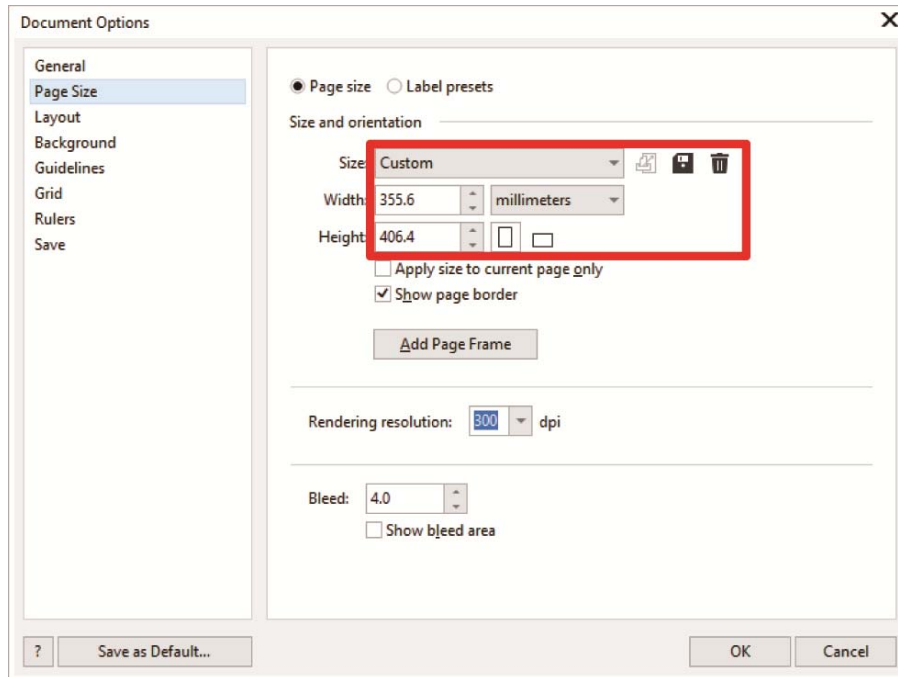 Document Options
General
Page Size
Layout
Background
Guidelines
Grid
Rulers
Save
Page size Label presets
Size and orientation
Size: Custom
Width: 355.6 millimeters
Height: 406.4
Apply size to current page only
Show page border
Add Page Frame
Rendering resolution: 300 dpi
Bleed: 4.0
Show bleed area
? Save as Default... OK Cancel